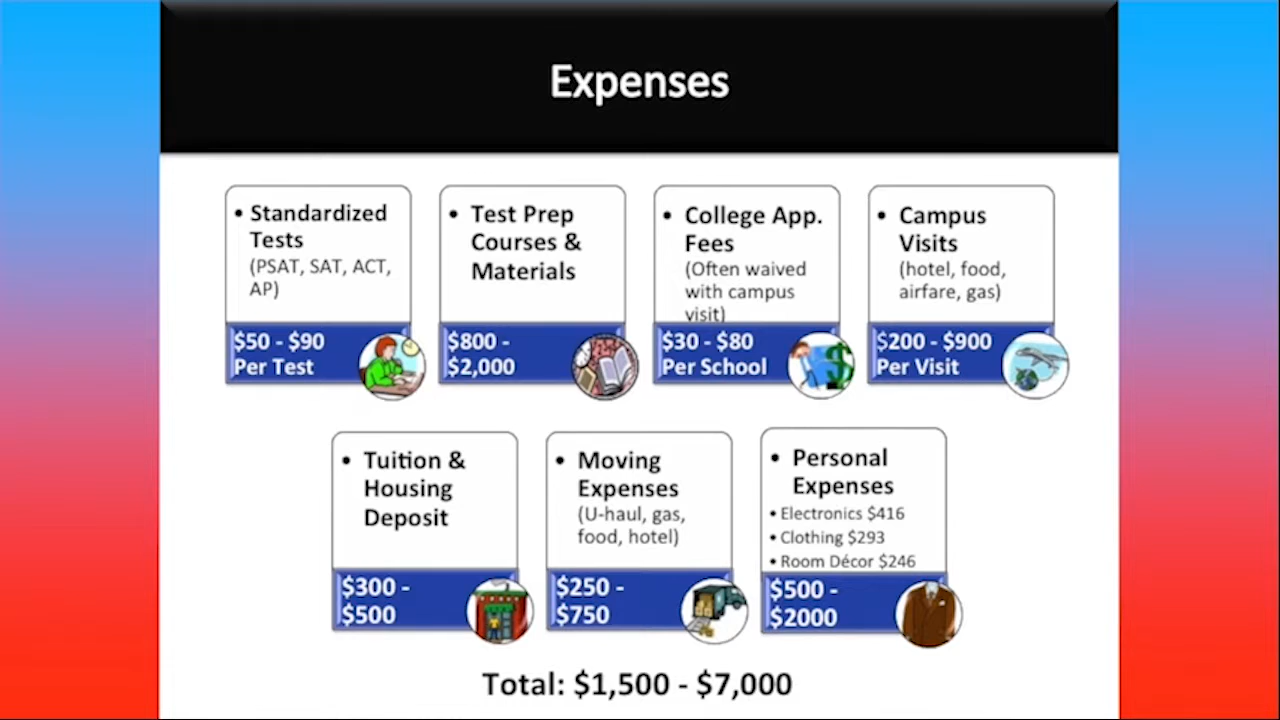 Expenses
• Standardized
Tests
(PSAT, SAT, ACT,
AP)
$50 - $90
Per Test
• Test Prep
Courses &
Materials
$800 -
$2,000
• College App.
Fees
(Often waived
with campus
visit)
$30 - $80
Per School
• Campus
Visits
(hotel, food,
airfare, gas)
$200 - $900
Per Visit
• Tuition &
Housing
Deposit
$300 -
$500
• Moving
Expenses
(U-haul, gas,
food, hotel)
$250 -
$750
• Personal
Expenses
• Electronics $416
• Clothing $293
• Room Décor $246
$500 -
$2000
Total: $1,500 - $7,000